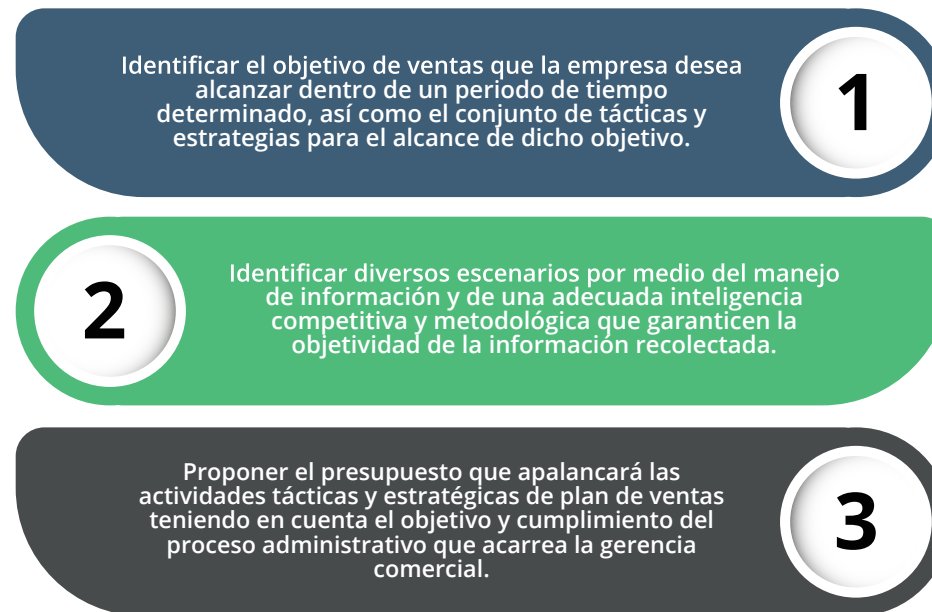 Identificar el objetivo de ventas que la empresa desea
alcanzar dentro de un periodo de tiempo
determinado, así como el conjunto de tácticas y
estrategias para el alcance de dicho objetivo.
1
2
Identificar diversos escenarios por medio del manejo
de información y de una adecuada inteligencia
competitiva y metodológica que garanticen la
objetividad de la información recolectada.
Proponer el presupuesto que apalancará las
actividades tácticas y estratégicas de plan de ventas
teniendo en cuenta el objetivo y cumplimiento del
proceso administrativo que acarrea la gerencia
comercial.
3